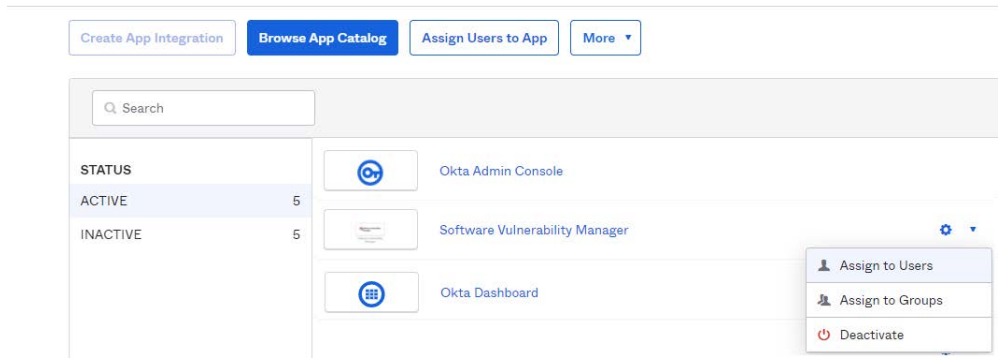 Create App Integration
Browse App Catalog
Assign Users to App
More
Search
STATUS
ACTIVE 5
INACTIVE 5
Okta Admin Console
Software Vulnerability Manager
Okta Dashboard
Assign to Users
Assign to Groups
Deactivate